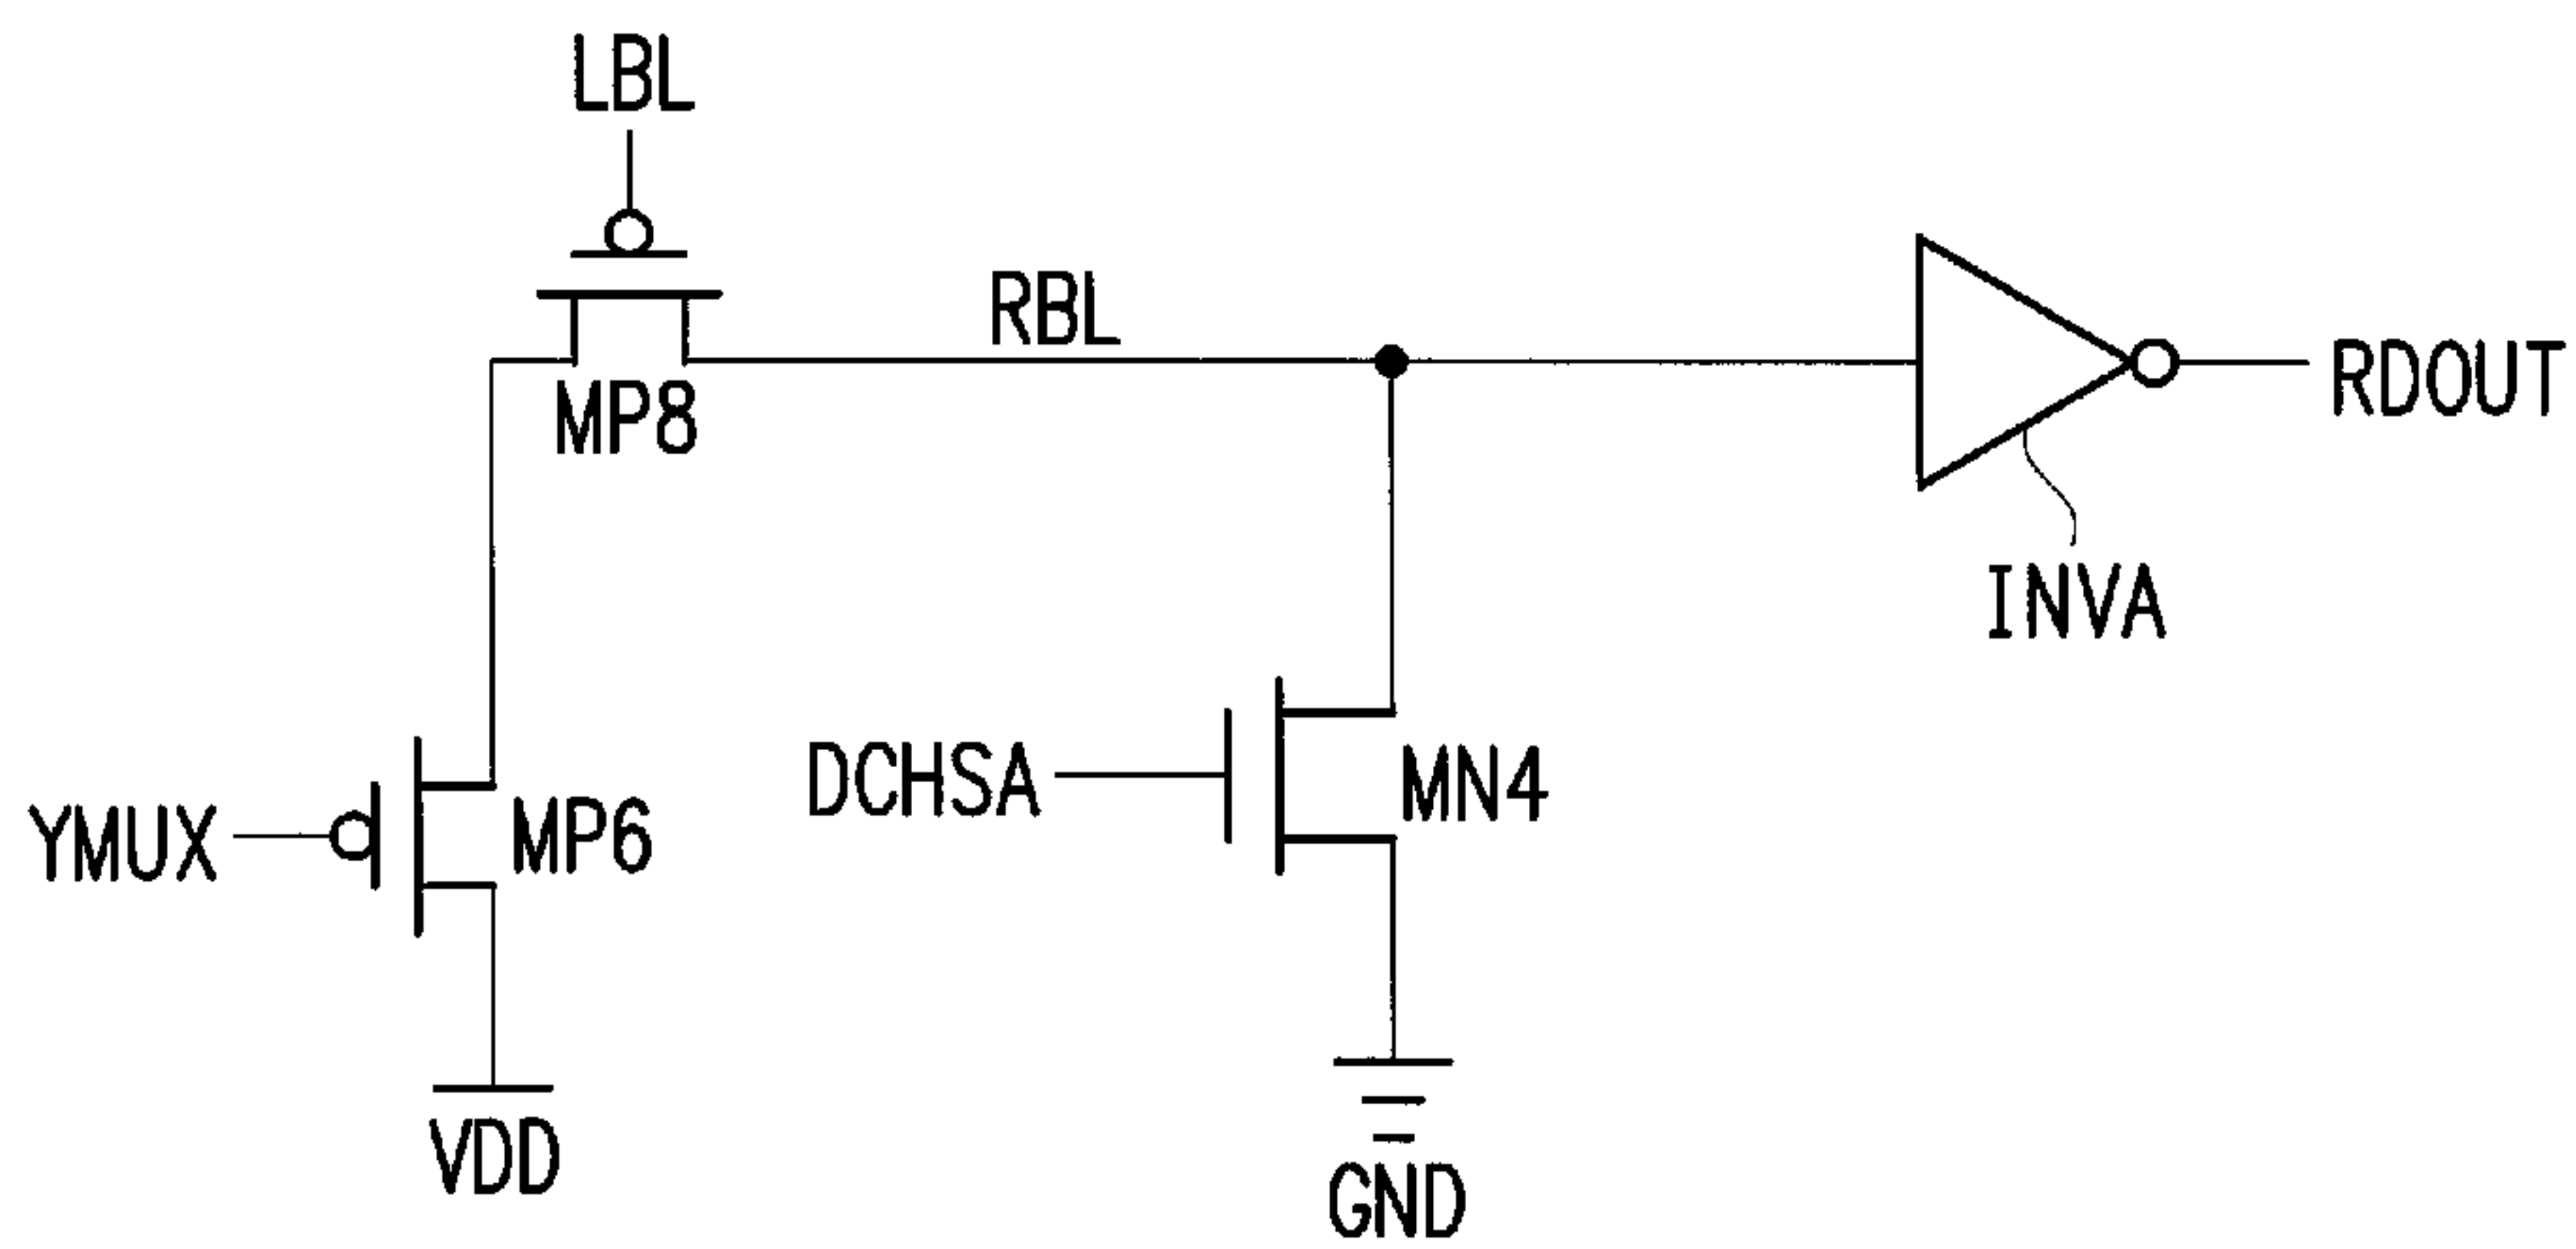 LBL
RBL
RDOUT
MP8
INVA
DCHSA
MN4
YMUX
MP6
VDD
GND